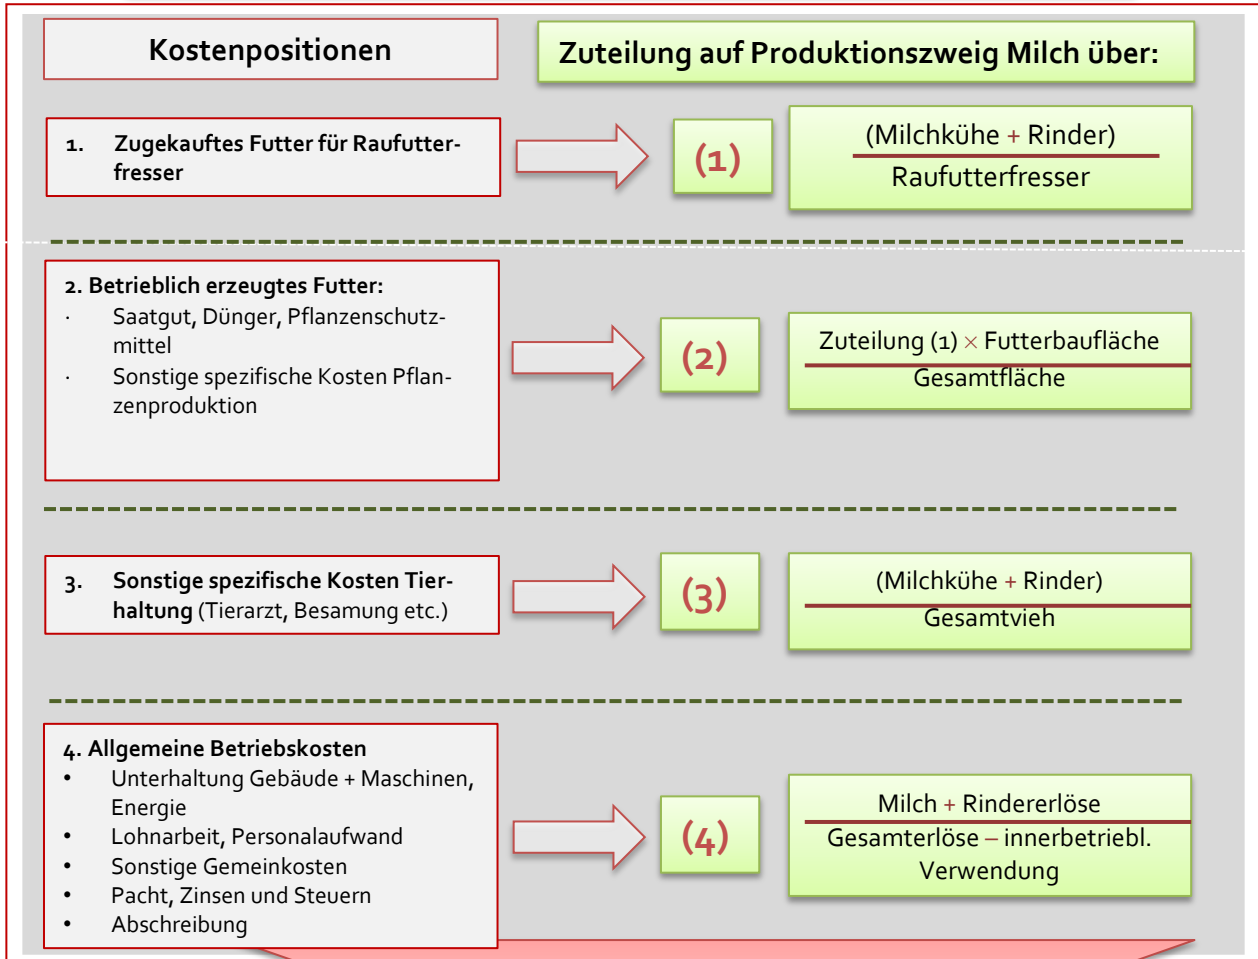 Kostenpositionen
Zuteilung auf Produktionszweig Milch über:
1. Zugekauftes Futter für Raufutter-
fresser
(1)
(Milchkühe + Rinder)
Raufutterfresser
2. Betrieblich erzeugtes Futter:
· Saatgut, Dünger, Pflanzenschutz-
mittel
· Sonstige spezifische Kosten Pflan-
zenproduktion
(2)
Zuteilung (1) × Futterbaufläche
Gesamtfläche
3. Sonstige spezifische Kosten Tier-
haltung (Tierarzt, Besamung etc.)
(3)
(Milchkühe + Rinder)
Gesamtvieh
4. Allgemeine Betriebskosten
• Unterhaltung Gebäude + Maschinen,
Energie
• Lohnarbeit, Personalaufwand
• Sonstige Gemeinkosten
• Pacht, Zinsen und Steuern
• Abschreibung
(4)
Milch + Rindererlöse
Gesamterlöse – innerbetriebl.
Verwendung